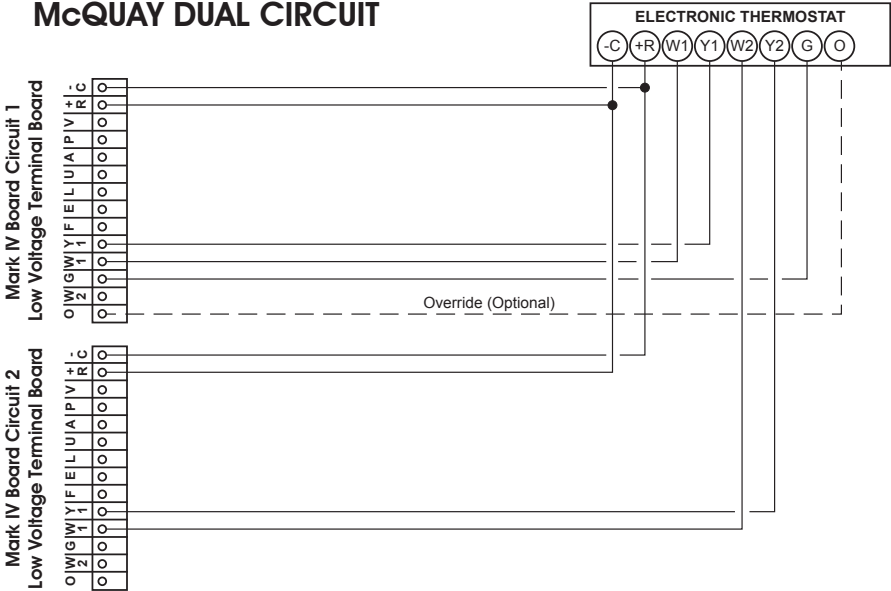 McQUAY DUAL CIRCUIT
ELECTRONIC THERMOSTAT
-C +R W1 Y1 W2 Y2 G O
Mark IV Board Circuit 1
Low Voltage Terminal Board
- C
+ R
V
P
A
U
L
E
F
Y 1
W 1
G
W 2
O
Override (Optional)
Mark IV Board Circuit 2
Low Voltage Terminal Board
- C
+ R
V
P
A
U
L
E
F
Y 1
W 1
G
W 2
O